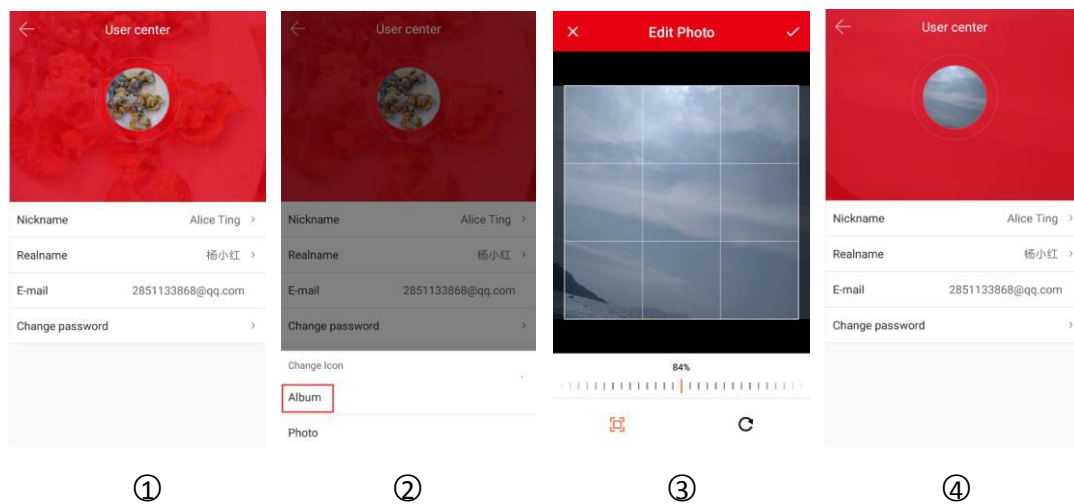 User center
Nickname Alice Ting
Realname 杨小红
E-mail 2851133868@qq.com
Change password
①
User center
Nickname Alice Ting
Realname 杨小红
E-mail 2851133868@qq.com
Change password
Change Icon
Album
Photo
②
Edit Photo
84%
③
User center
Nickname Alice Ting
Realname 杨小红
E-mail 2851133868@qq.com
Change password
④